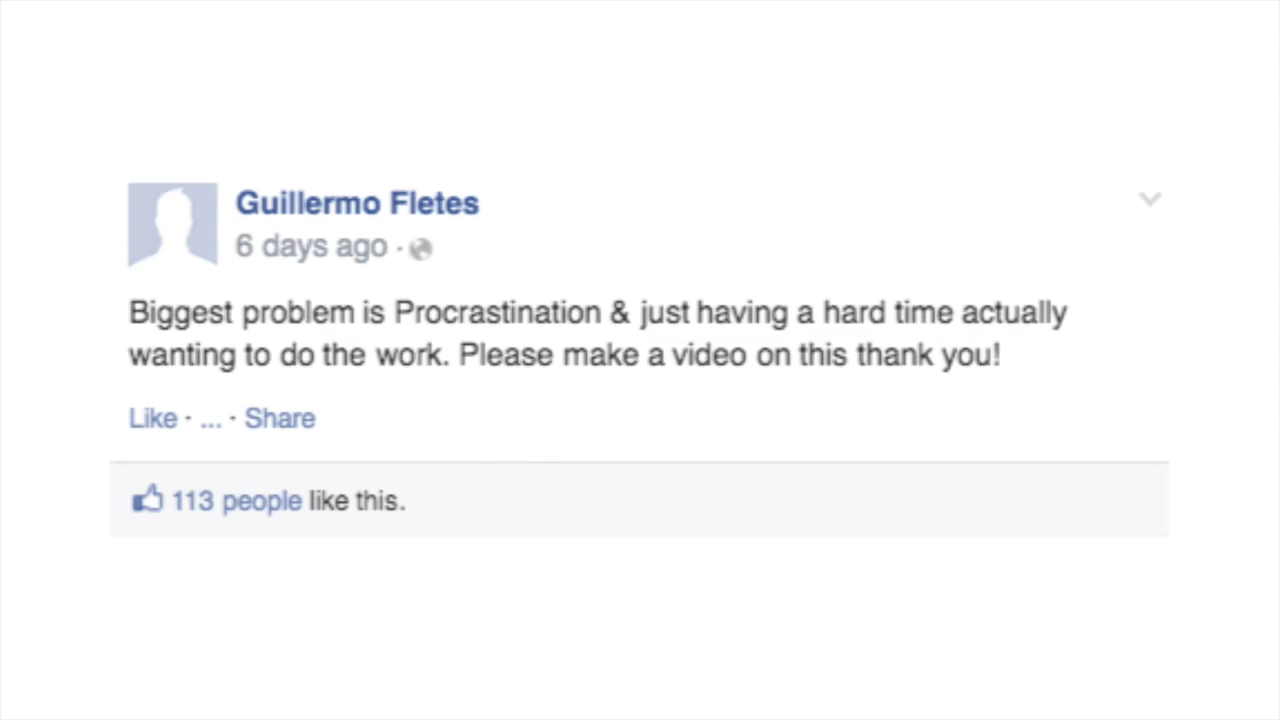 Guillermo Fletes
6 days ago ·
Biggest problem is Procrastination & just having a hard time actually
wanting to do the work. Please make a video on this thank you!
Like · ... · Share
113 people like this.